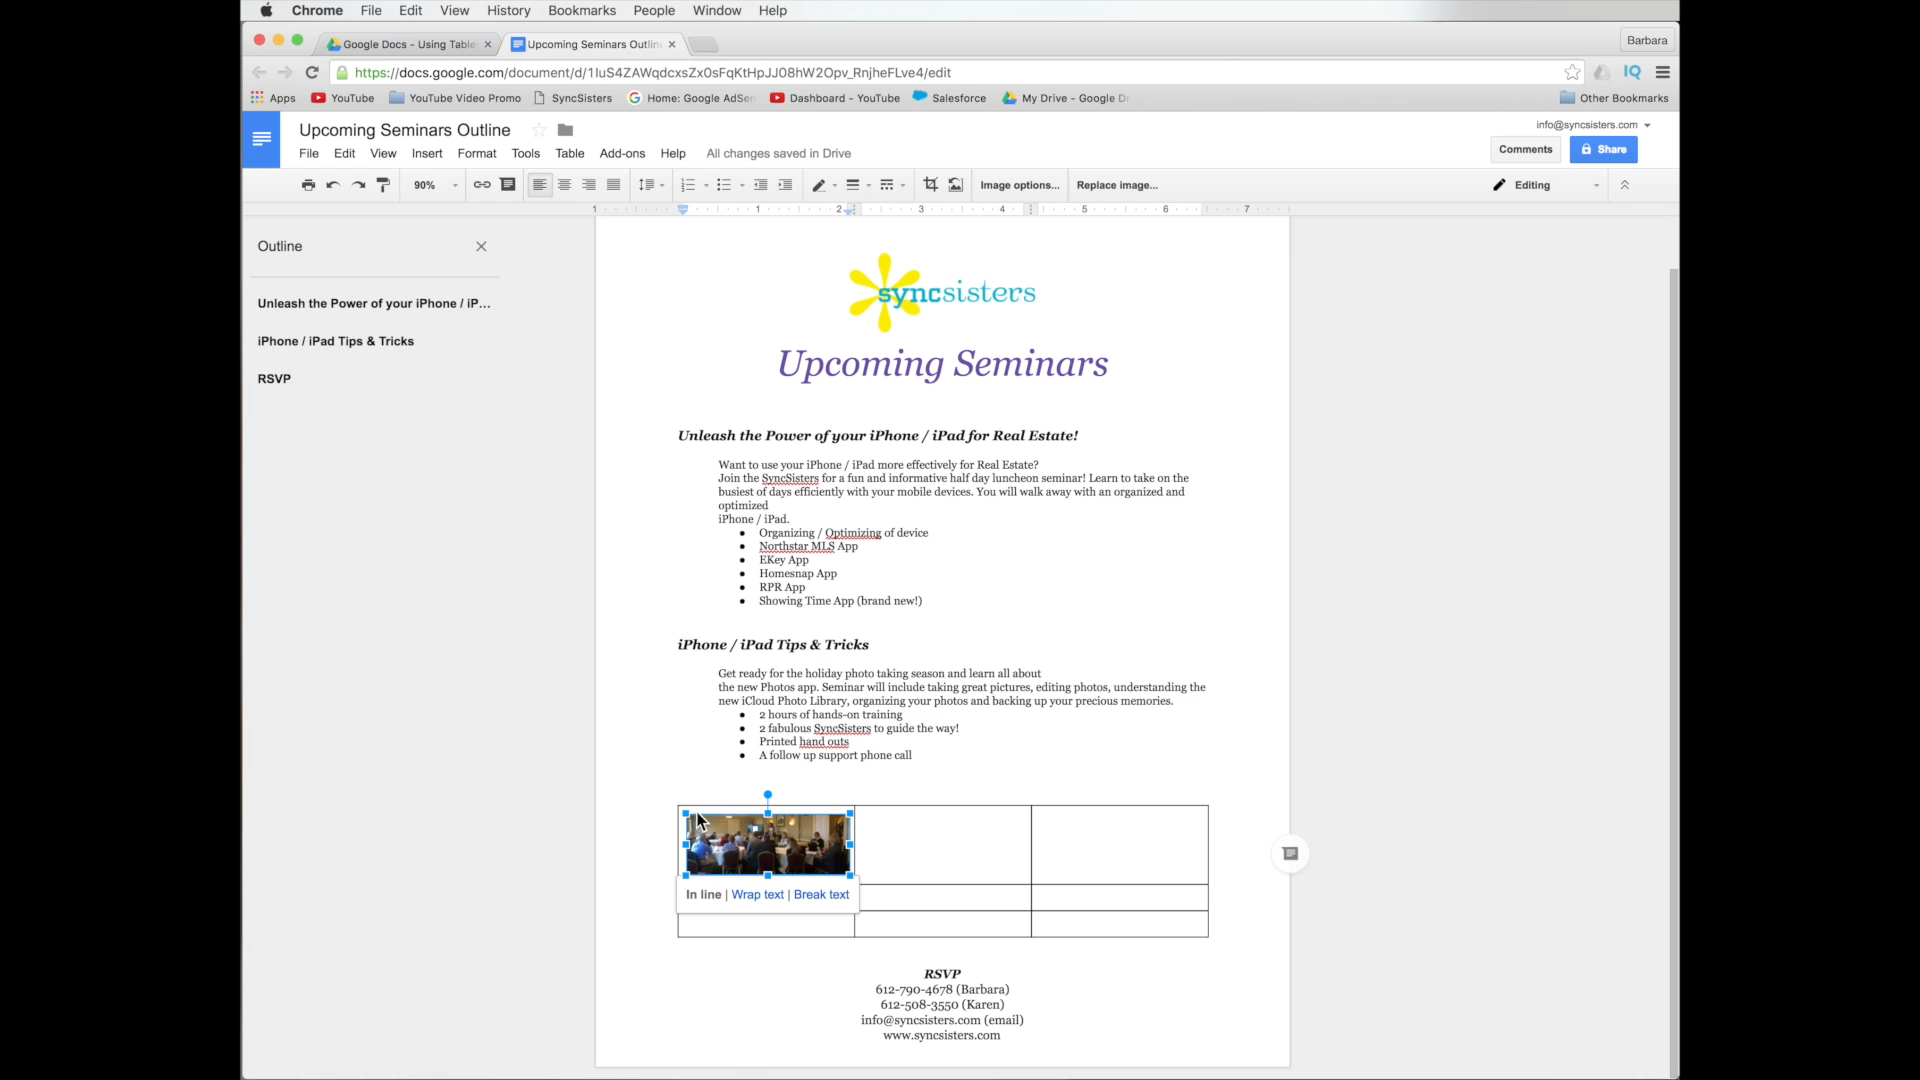 Chrome File Edit View History Bookmarks People Window Help
Google Docs - Using Table
Upcoming Seminars Outlin
Barbara
https://docs.google.com/document/d/1IuS4ZAWqdcxsZx0sFqKtHpJJ08hW2Opv_RnjheFLve4/edit
Apps YouTube YouTube Video Promo SyncSisters Home: Google AdSen Dashboard - YouTube Salesforce My Drive - Google Dr Other Bookmarks
Upcoming Seminars Outline
info@syncsisters.com
File Edit View Insert Format Tools Table Add-ons Help All changes saved in Drive
Comments Share
90% Image options... Replace image... Editing
1 1 2 3 4 5 6 7
Outline
Unleash the Power of your iPhone / iP...
iPhone / iPad Tips & Tricks
RSVP
syncsisters
Upcoming Seminars
Unleash the Power of your iPhone / iPad for Real Estate!
Want to use your iPhone / iPad more effectively for Real Estate?
Join the SyncSisters for a fun and informative half day luncheon seminar! Learn to take on the
busiest of days efficiently with your mobile devices. You will walk away with an organized and
optimized
iPhone / iPad.
● Organizing / Optimizing of device
● Northstar MLS App
● EKey App
● Homesnap App
● RPR App
● Showing Time App (brand new!)
iPhone / iPad Tips & Tricks
Get ready for the holiday photo taking season and learn all about
the new Photos app. Seminar will include taking great pictures, editing photos, understanding the
new iCloud Photo Library, organizing your photos and backing up your precious memories.
● 2 hours of hands-on training
● 2 fabulous SyncSisters to guide the way!
● Printed hand outs
● A follow up support phone call
In line | Wrap text | Break text
RSVP
612-790-4678 (Barbara)
612-508-3550 (Karen)
info@syncsisters.com (email)
www.syncsisters.com